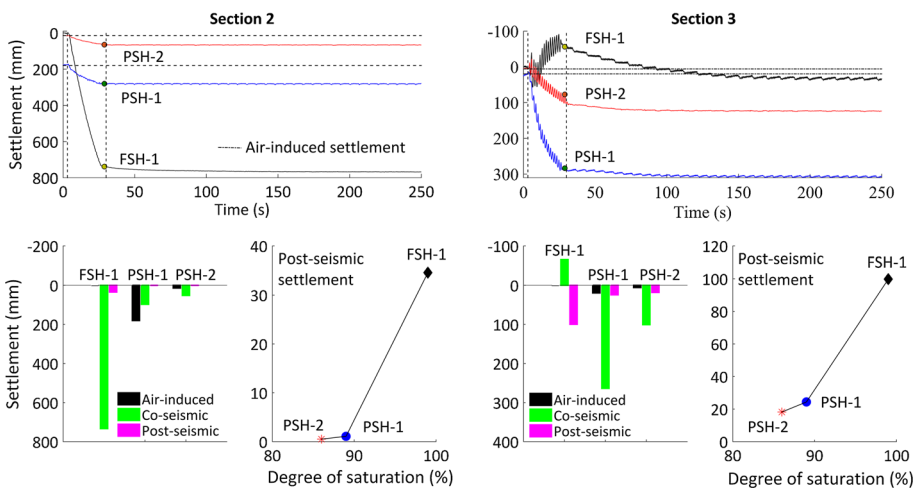 Section 2
Settlement (mm)
0
200
400
600
800
PSH-2
PSH-1
FSH-1
Air-induced settlement
0
50
100
150
200
250
Time (s)
Section 3
-100
0
100
200
300
FSH-1
PSH-2
PSH-1
0
50
100
150
200
250
Time (s)
Settlement (mm)
-200
0
200
400
600
800
FSH-1 PSH-1 PSH-2
Air-induced
Co-seismic
Post-seismic
40
30
20
10
0
Post-seismic
settlement
FSH-1
PSH-2
PSH-1
80
90
100
Degree of saturation (%)
-100
0
100
200
300
400
FSH-1
PSH-1 PSH-2
Air-induced
Co-seismic
Post-seismic
120
100
80
60
40
20
0
Post-seismic
settlement
FSH-1
PSH-1
PSH-2
80
90
100
Degree of saturation (%)